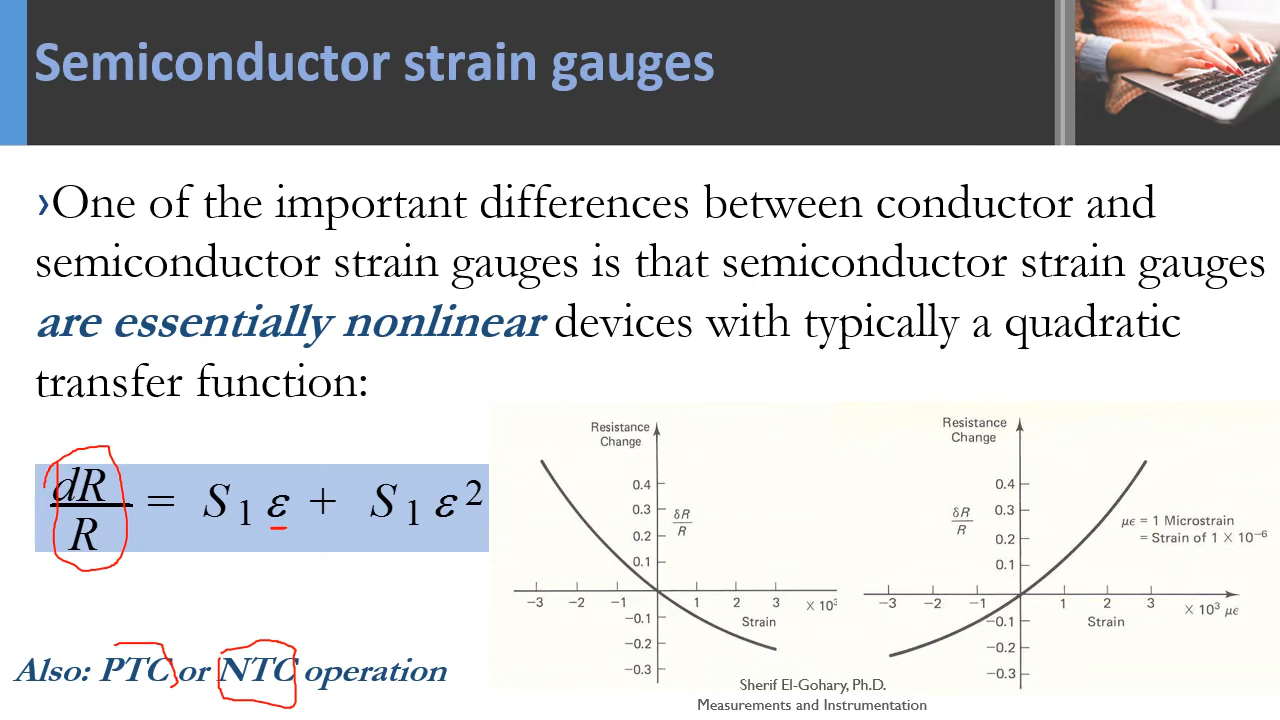 Semiconductor strain gauges
›One of the important differences between conductor and
semiconductor strain gauges is that semiconductor strain gauges
are essentially nonlinear devices with typically a quadratic
transfer function:
dR/R = S₁ε + S₁ε²
Also: PTC or NTC operation
Resistance
Change
0.4
0.3
0.2
0.1
δR/R
-3 -2 -1 1 2 3 X 10³
-0.1
Strain
-0.2
-0.3
Resistance
Change
0.4
0.3
0.2
0.1
δR/R
με = 1 Microstrain
= Strain of 1 X 10⁻⁶
-3 -2 -1 1 2 3 X 10³ με
-0.1
Strain
-0.2
-0.3
Sherif El-Gohary, Ph.D.
Measurements and Instrumentation